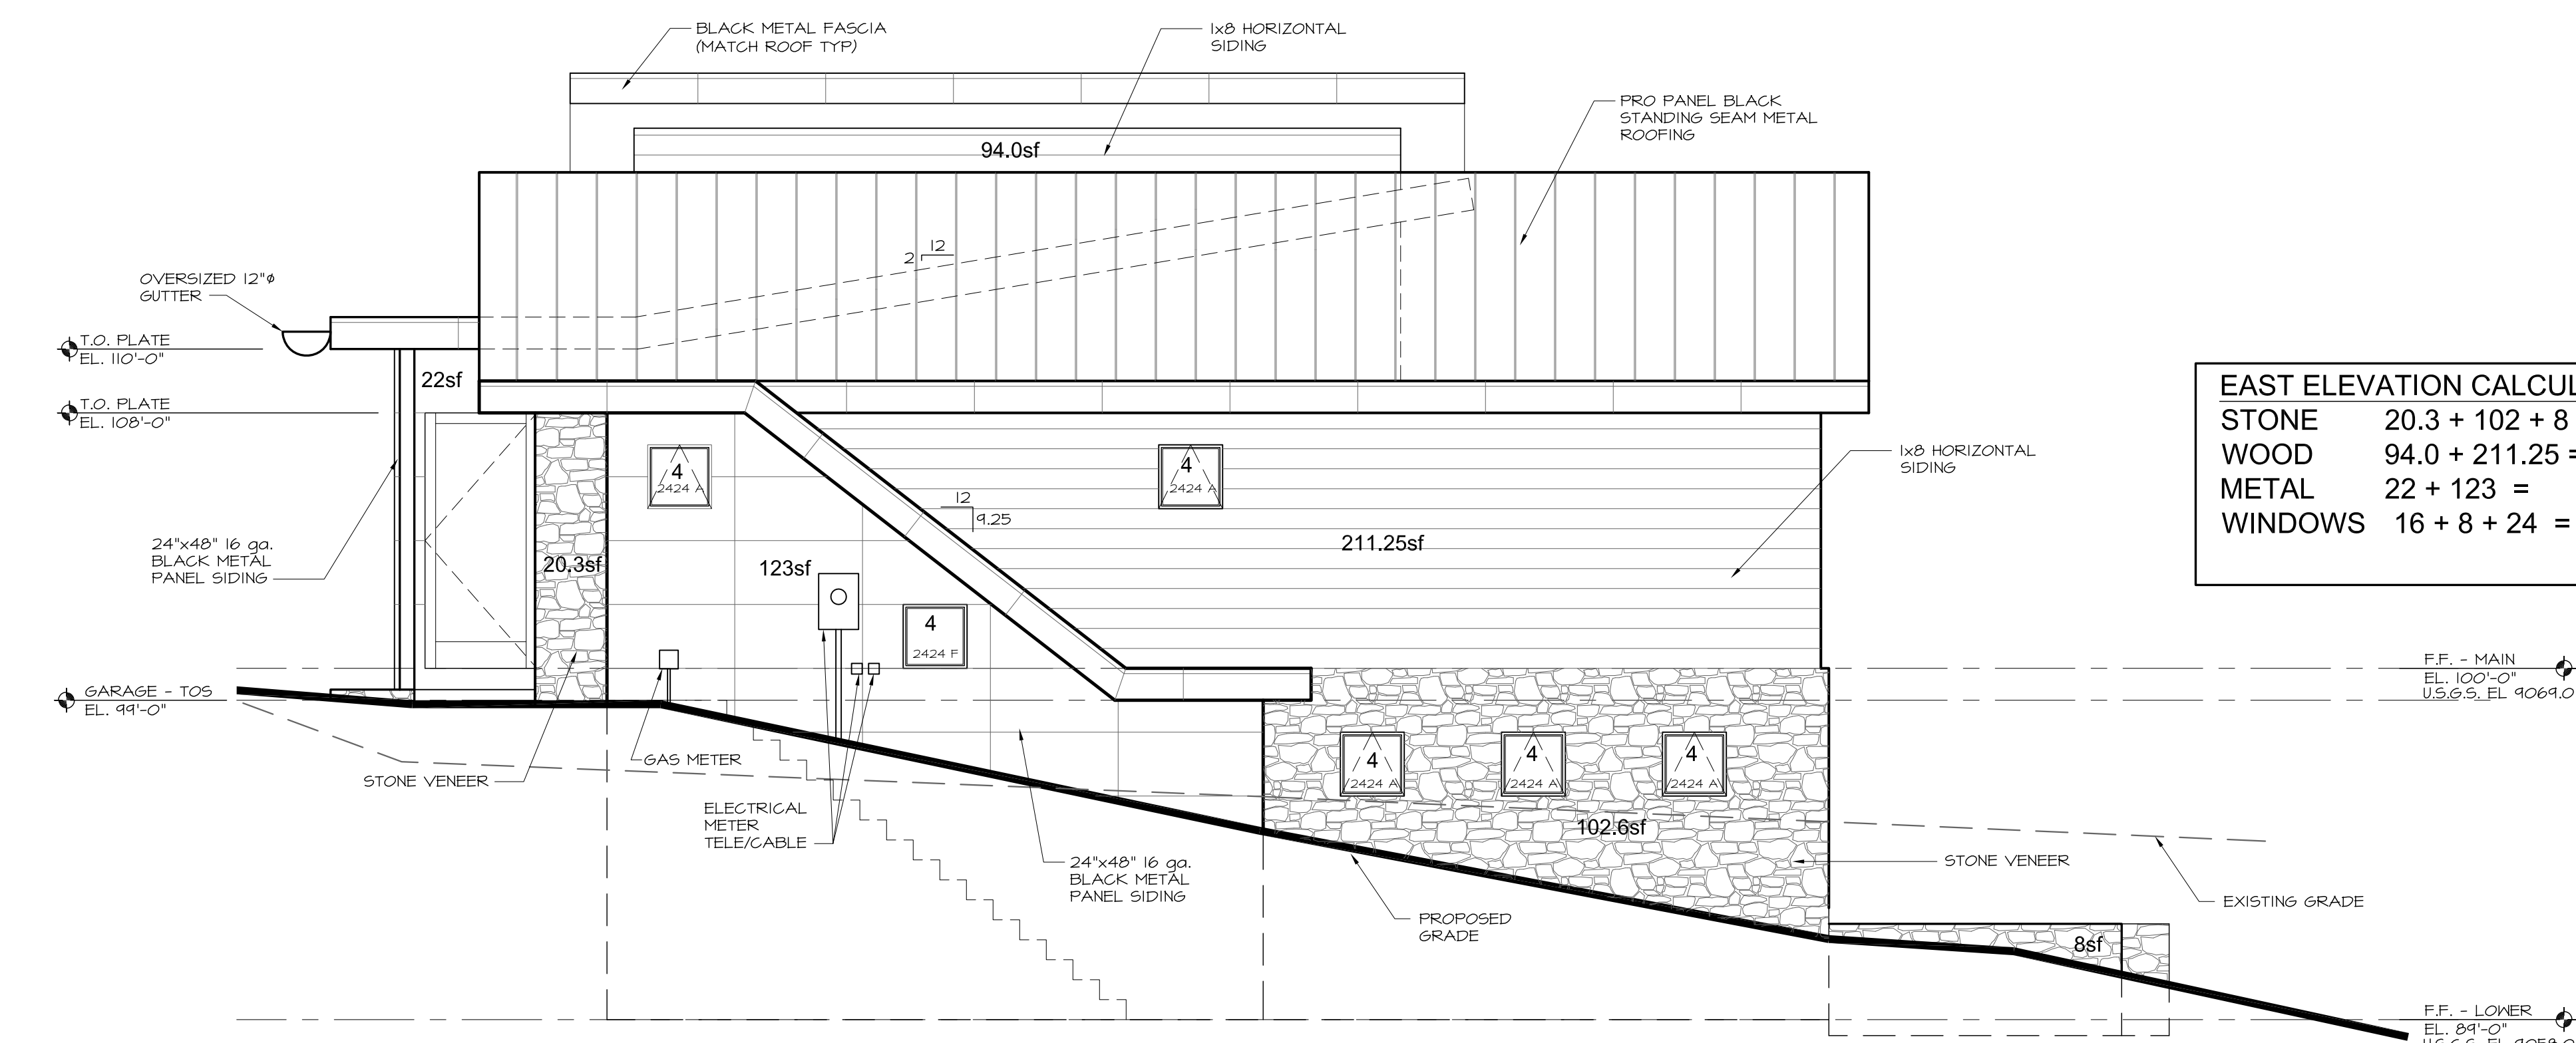 BLACK METAL FASCIA
(MATCH ROOF TYP)
1x8 HORIZONTAL
SIDING
PRO PANEL BLACK
STANDING SEAM METAL
ROOFING
94.0sf
12
2
OVERSIZED 12"ø
GUTTER
T.O. PLATE
EL. 110'-0"
22sf
T.O. PLATE
EL. 108'-0"
EAST ELEVATION
STONE 20.3 + 102 + 8
WOOD 94.0 + 211.25 =
METAL 22 + 123 =
WINDOWS 16 + 8 + 24 =
4
2424 A
4
2424 A
1x8 HORIZONTAL
SIDING
12
9.25
24"x48" 16 ga.
BLACK METAL
PANEL SIDING
20.3sf
123sf
211.25sf
4
2424 F
GARAGE - TOS
EL. 99'-0"
F.F. - MAIN
EL. 100'-0"
U.S.G.S. EL 9069.0
STONE VENEER
GAS METER
4
2424 A
4
2424 A
4
2424 A
ELECTRICAL
METER
TELE/CABLE
102.6sf
24"x48" 16 ga.
BLACK METAL
PANEL SIDING
STONE VENEER
PROPOSED
GRADE
EXISTING GRADE
8sf
F.F. - LOWER
EL. 89'-0"